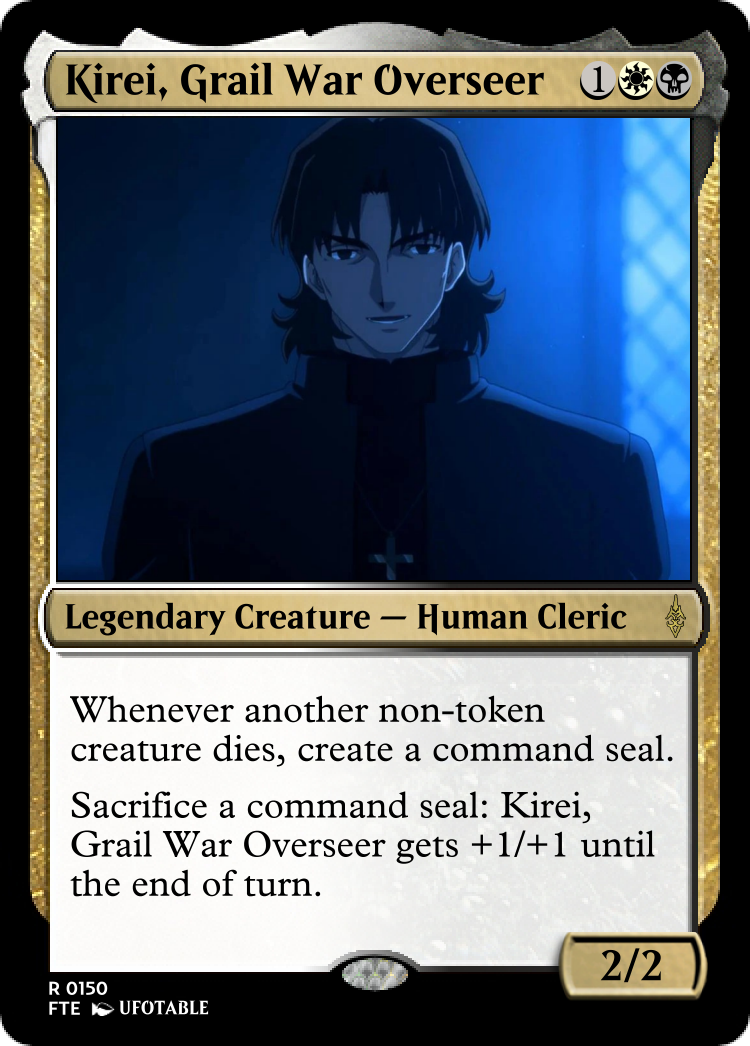 Kirei, Grail War Overseer 1
Legendary Creature — Human Cleric
Whenever another non-token
creature dies, create a command seal.
Sacrifice a command seal: Kirei,
Grail War Overseer gets +1/+1 until
the end of turn.
2/2
R 0150
FTE UFOTABLE